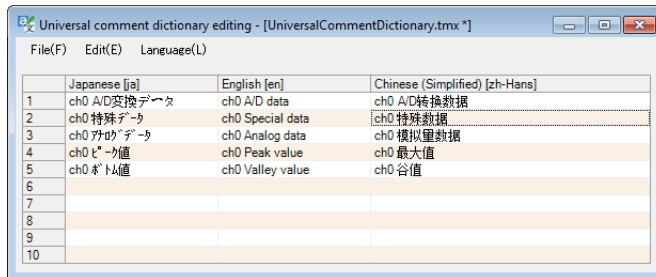 Universal comment dictionary editing - [UniversalCommentDictionary.tmx *]
File(F) Edit(E) Language(L)
Japanese [ja] English [en] Chinese (Simplified) [zh-Hans]
1 ch0 A/D変換データ ch0 A/D data ch0 A/D转换数据
2 ch0 特殊ﾃﾞｰﾀ ch0 Special data ch0 特殊数据
3 ch0 ｱﾅﾛｸﾞﾃﾞｰﾀ ch0 Analog data ch0 模拟量数据
4 ch0 ﾋﾟｰｸ値 ch0 Peak value ch0 最大值
5 ch0 ﾎﾞﾄﾑ値 ch0 Valley value ch0 谷值
6
7
8
9
10